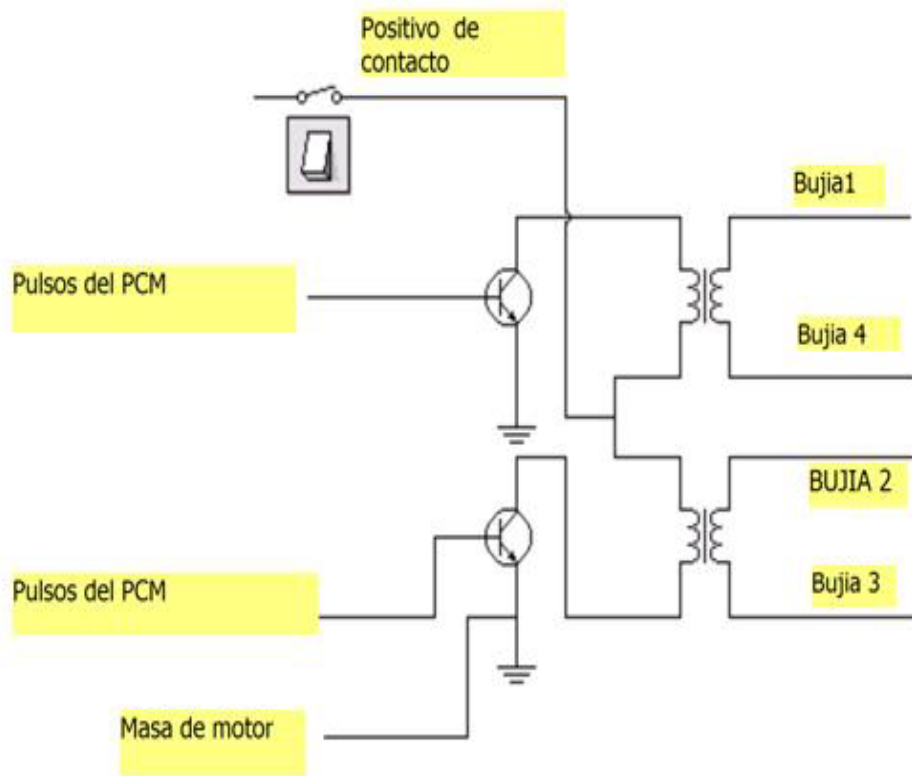 Positivo de
contacto
Bujia1
Pulsos del PCM
Bujia 4
BUJIA 2
Pulsos del PCM
Bujia 3
Masa de motor